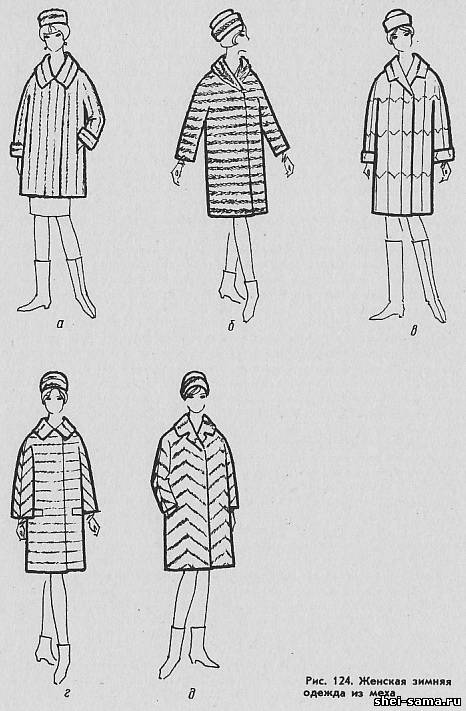 а
б
в
г
д
Рис. 124. Женская зимняя
одежда из меха
shei-sama.ru